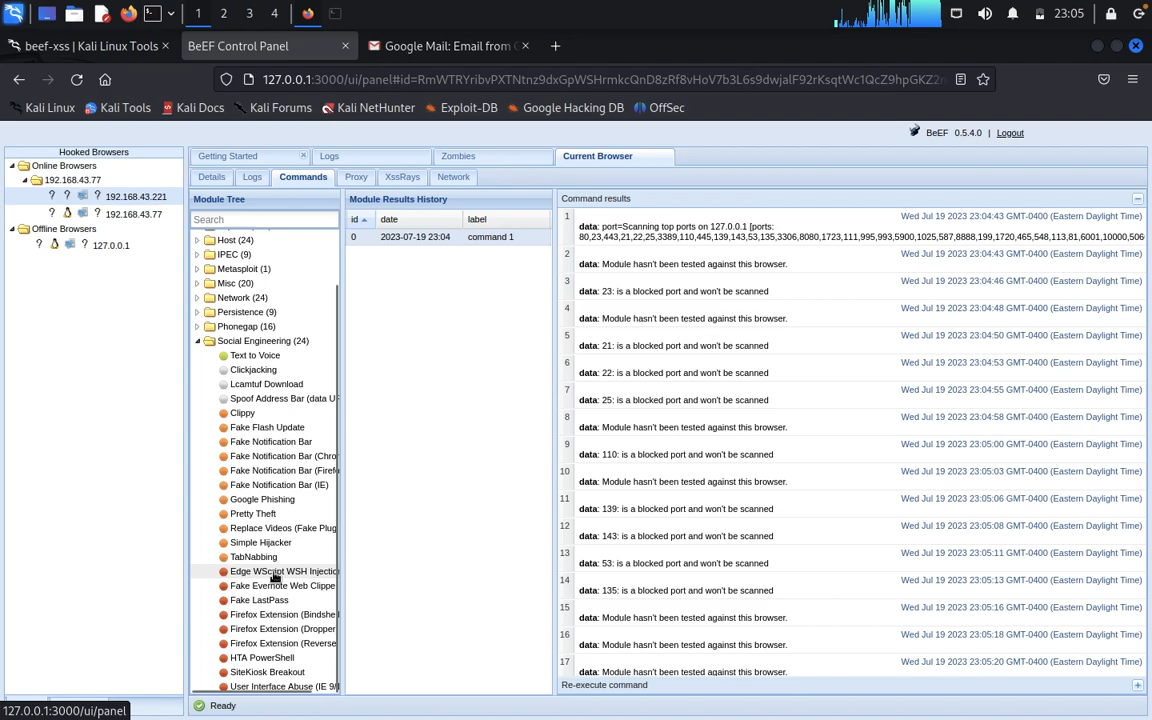 1 2 3 4 23:05
beef-xss | Kali Linux Tools
BeEF Control Panel
Google Mail: Email from G
127.0.0.1:3000/ui/panel#id=
Kali Linux Kali Tools Kali Docs Kali Forums Kali NetHunter Exploit-DB Google Hacking DB OffSec
BeEF 0.5.4.0 | Logout
Hooked Browsers
Online Browsers
192.168.43.77
? ? ? 192.168.43.221
? ? 192.168.43.77
Offline Browsers
? ? 127.0.0.1
Getting Started Logs Zombies Current Browser
Details Logs Commands Proxy XssRays Network
Module Tree
Search
Host (24)
IPEC (9)
Metasploit (1)
Misc (20)
Network (24)
Persistence (9)
Phonegap (16)
Social Engineering (24)
Text to Voice
Clickjacking
Lcamtuf Download
Spoof Address Bar (data U
Clippy
Fake Flash Update
Fake Notification Bar
Fake Notification Bar (Chro
Fake Notification Bar (Firef
Fake Notification Bar (IE)
Google Phishing
Pretty Theft
Replace Videos (Fake Plug
Simple Hijacker
TabNabbing
Edge WScript WSH Injectio
Fake Evernote Web Clippe
Fake LastPass
Firefox Extension (Bindshel
Firefox Extension (Dropper
Firefox Extension (Reverse
HTA PowerShell
SiteKiosk Breakout
User Interface Abuse (IE 9/
Module Results History
id date label
0 2023-07-19 23:04 command 1
Command results
1 Wed Jul 19 2023 23:04:43 GMT-0400 (Eastern Daylight Time)
data: port=Scanning top ports on 127.0.0.1 [ports:
80,23,443,21,22,25,3389,110,445,139,143,53,135,3306,8080,1723,111,995,993,5900,1025,587,8888,199,1720,465,548,113,81,6001,10000,506
2 Wed Jul 19 2023 23:04:43 GMT-0400 (Eastern Daylight Time)
data: Module hasn't been tested against this browser.
3 Wed Jul 19 2023 23:04:46 GMT-0400 (Eastern Daylight Time)
data: 23: is a blocked port and won't be scanned
4 Wed Jul 19 2023 23:04:48 GMT-0400 (Eastern Daylight Time)
data: Module hasn't been tested against this browser.
5 Wed Jul 19 2023 23:04:50 GMT-0400 (Eastern Daylight Time)
data: 21: is a blocked port and won't be scanned
6 Wed Jul 19 2023 23:04:53 GMT-0400 (Eastern Daylight Time)
data: 22: is a blocked port and won't be scanned
7 Wed Jul 19 2023 23:04:55 GMT-0400 (Eastern Daylight Time)
data: 25: is a blocked port and won't be scanned
8 Wed Jul 19 2023 23:04:58 GMT-0400 (Eastern Daylight Time)
data: Module hasn't been tested against this browser.
9 Wed Jul 19 2023 23:05:00 GMT-0400 (Eastern Daylight Time)
data: 110: is a blocked port and won't be scanned
10 Wed Jul 19 2023 23:05:03 GMT-0400 (Eastern Daylight Time)
data: Module hasn't been tested against this browser.
11 Wed Jul 19 2023 23:05:06 GMT-0400 (Eastern Daylight Time)
data: 139: is a blocked port and won't be scanned
12 Wed Jul 19 2023 23:05:08 GMT-0400 (Eastern Daylight Time)
data: 143: is a blocked port and won't be scanned
13 Wed Jul 19 2023 23:05:11 GMT-0400 (Eastern Daylight Time)
data: 53: is a blocked port and won't be scanned
14 Wed Jul 19 2023 23:05:13 GMT-0400 (Eastern Daylight Time)
data: 135: is a blocked port and won't be scanned
15 Wed Jul 19 2023 23:05:16 GMT-0400 (Eastern Daylight Time)
data: Module hasn't been tested against this browser.
16 Wed Jul 19 2023 23:05:18 GMT-0400 (Eastern Daylight Time)
data: Module hasn't been tested against this browser.
17 Wed Jul 19 2023 23:05:20 GMT-0400 (Eastern Daylight Time)
data: Module hasn't been tested against this browser.
Re-execute command
Ready
127.0.0.1:3000/ui/panel